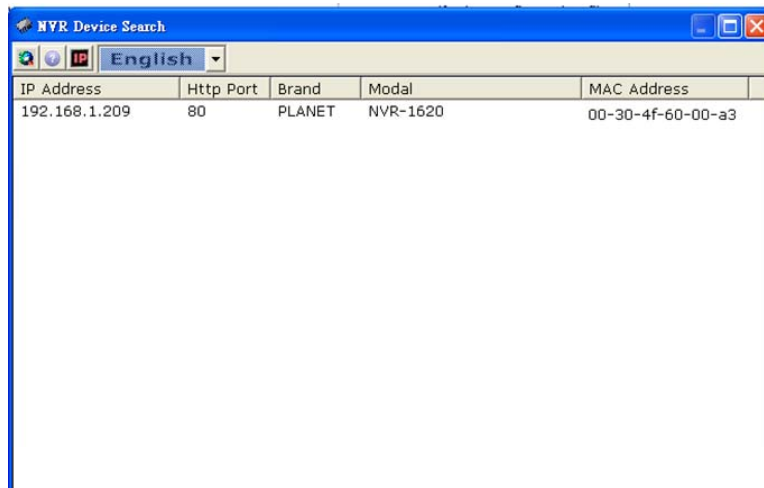 NVR Device Search
IP English
IP Address Http Port Brand Modal MAC Address
192.168.1.209 80 PLANET NVR-1620 00-30-4f-60-00-a3